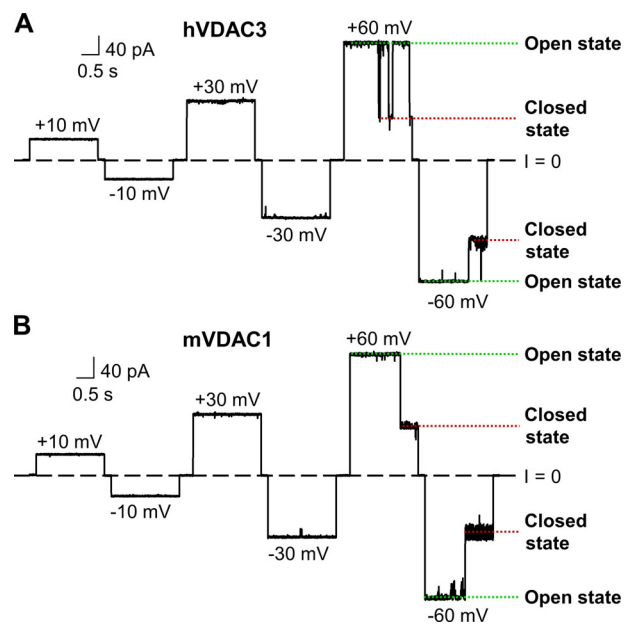 A
hVDAC3
40 pA
0.5 s
+60 mV
Open state
+30 mV
+10 mV
Closed
state
I = 0
-10 mV
-30 mV
Closed
state
Open state
-60 mV
B
mVDAC1
40 pA
0.5 s
+60 mV
Open state
+30 mV
+10 mV
Closed
state
I = 0
-10 mV
-30 mV
Closed
state
Open state
-60 mV